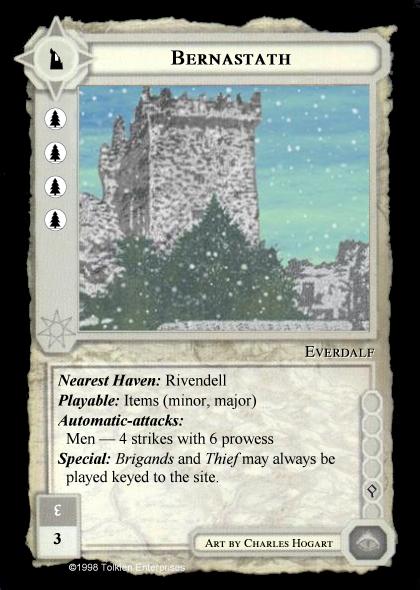 BERNASTATH
EVERDALF
Nearest Haven: Rivendell
Playable: Items (minor, major)
Automatic-attacks:
Men — 4 strikes with 6 prowess
Special: Brigands and Thief may always be
played keyed to the site.
3
ART BY CHARLES HOGART
©1998 Tolkien Enterprises